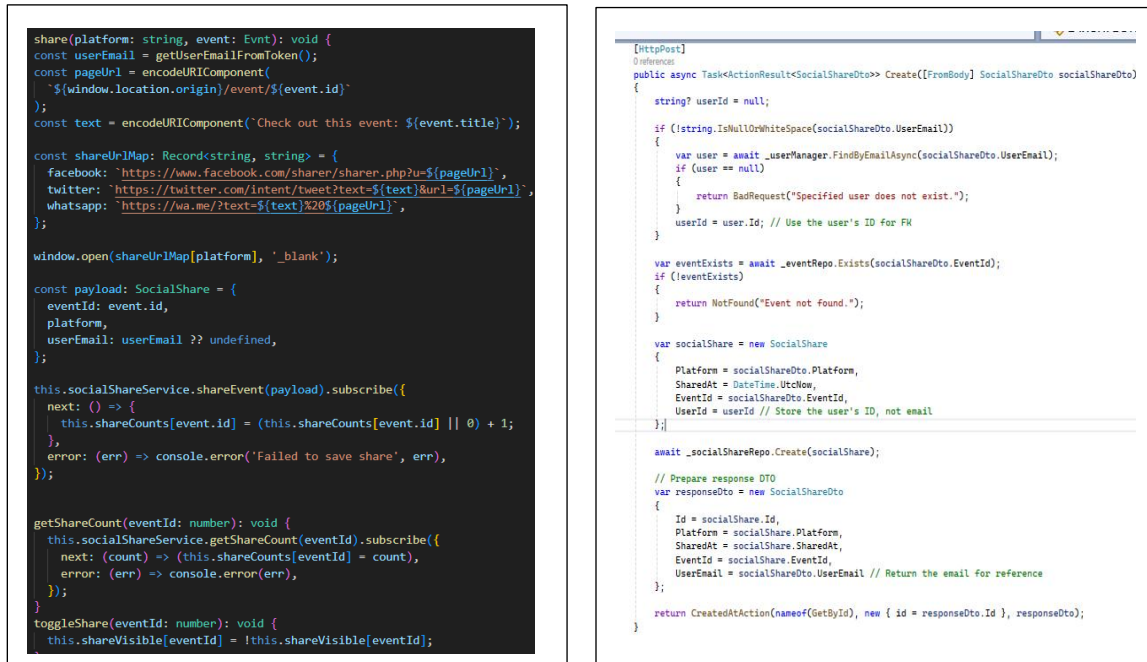 share(platform: string, event: Evnt): void {
const userEmail = getUserEmailFromToken();
const pageUrl = encodeURIComponent(
`${window.location.origin}/event/${event.id}`
);
const text = encodeURIComponent(`Check out this event: ${event.title}`);
const shareUrlMap: Record<string, string> = {
facebook: `https://www.facebook.com/sharer/sharer.php?u=${pageUrl}`,
twitter: `https://twitter.com/intent/tweet?text=${text}&url=${pageUrl}`,
whatsapp: `https://wa.me/?text=${text}%20${pageUrl}`,
};
window.open(shareUrlMap[platform], '_blank');
const payload: SocialShare = {
eventId: event.id,
platform,
userEmail: userEmail ?? undefined,
};
this.socialShareService.shareEvent(payload).subscribe({
next: () => {
this.shareCounts[event.id] = (this.shareCounts[event.id] || 0) + 1;
},
error: (err) => console.error('Failed to save share', err),
});
getShareCount(eventId: number): void {
this.socialShareService.getShareCount(eventId).subscribe({
next: (count) => (this.shareCounts[eventId] = count),
error: (err) => console.error(err),
});
}
toggleShare(eventId: number): void {
this.shareVisible[eventId] = !this.shareVisible[eventId];
[HttpPost]
0 references
public async Task<ActionResult<SocialShareDto>> Create([FromBody] SocialShareDto socialShareDto)
{
string? userId = null;
if (!string.IsNullOrWhiteSpace(socialShareDto.UserEmail))
{
var user = await _userManager.FindByEmailAsync(socialShareDto.UserEmail);
if (user == null)
{
return BadRequest("Specified user does not exist.");
}
userId = user.Id; // Use the user's ID for FK
}
var eventExists = await _eventRepo.Exists(socialShareDto.EventId);
if (!eventExists)
{
return NotFound("Event not found.");
}
var socialShare = new SocialShare
{
Platform = socialShareDto.Platform,
SharedAt = DateTime.UtcNow,
EventId = socialShareDto.EventId,
UserId = userId // Store the user's ID, not email
};
await _socialShareRepo.Create(socialShare);
// Prepare response DTO
var responseDto = new SocialShareDto
{
Id = socialShare.Id,
Platform = socialShare.Platform,
SharedAt = socialShare.SharedAt,
EventId = socialShare.EventId,
UserEmail = socialShareDto.UserEmail // Return the email for reference
};
return CreatedAtAction(nameof(GetById), new { id = responseDto.Id }, responseDto);
}